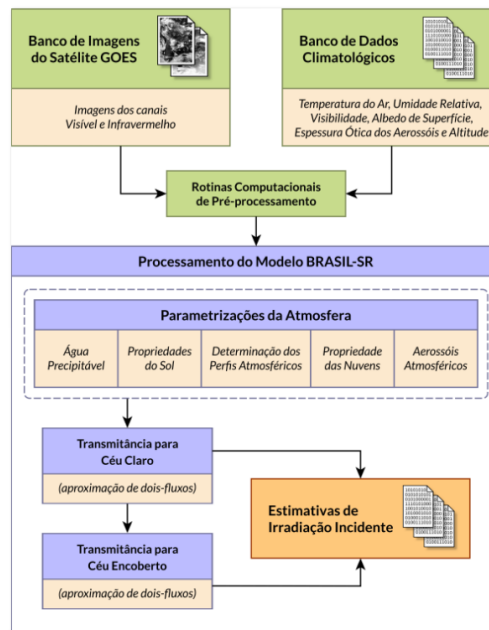 Banco de Imagens
do Satélite GOES
Imagens dos canais
Visível e Infravermelho
Banco de Dados
Climatológicos
Temperatura do Ar, Umidade Relativa,
Visibilidade, Albedo de Superfície,
Espessura Ótica dos Aerossóis e Altitude
Rotinas Computacionais
de Pré-processamento
Processamento do Modelo BRASIL-SR
Parametrizações da Atmosfera
Água
Precipitável
Propriedades
do Sol
Determinação dos
Perfis Atmosféricos
Propriedade
das Nuvens
Aerossóis
Atmosféricos
Transmitância para
Céu Claro
(aproximação de dois-fluxos)
Estimativas de
Irradiação Incidente
Transmitância para
Céu Encoberto
(aproximação de dois-fluxos)